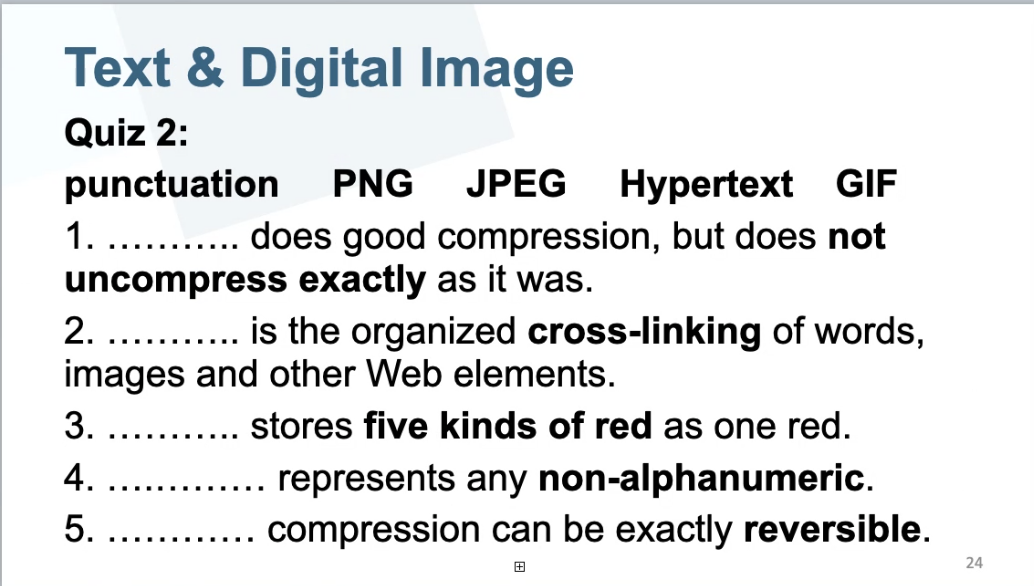 Text & Digital Image
Quiz 2:
punctuation PNG JPEG Hypertext GIF
1. ……….. does good compression, but does not
uncompress exactly as it was.
2. ……….. is the organized cross-linking of words,
images and other Web elements.
3. ……….. stores five kinds of red as one red.
4. …..……… represents any non-alphanumeric.
5. ………… compression can be exactly reversible.
24